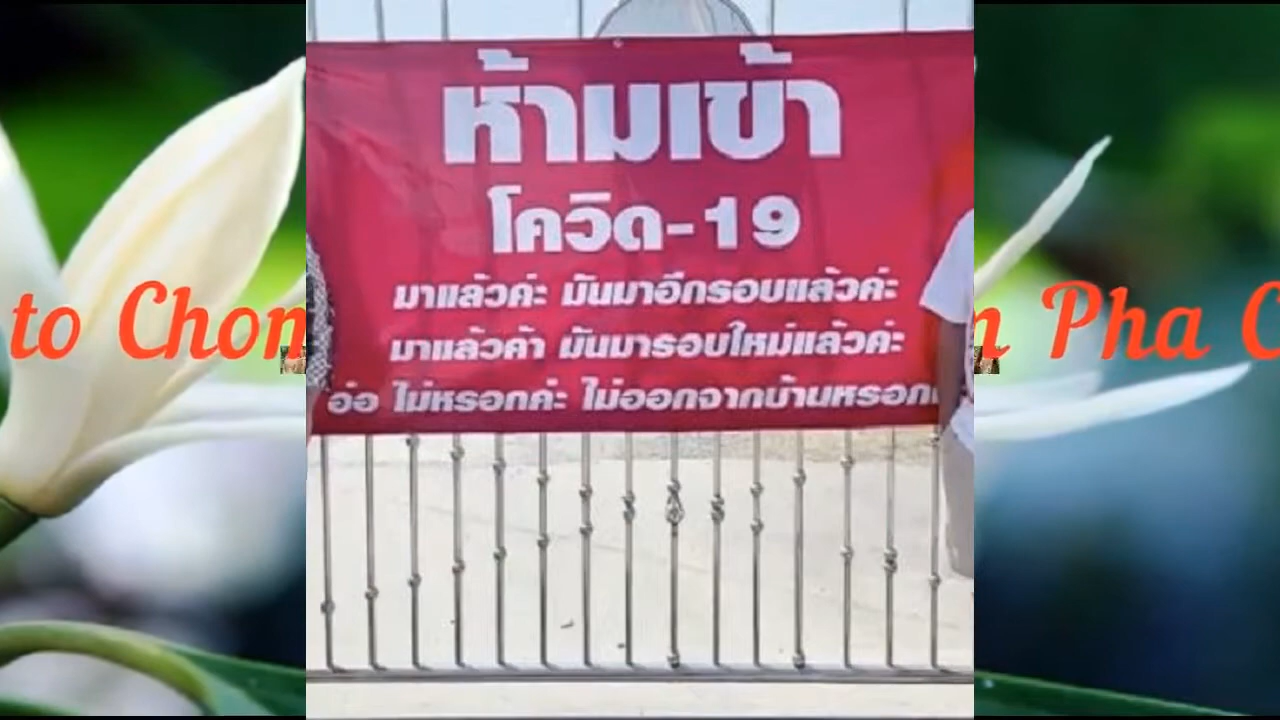 ห้ามเข้า
โควิด-19
มาแล้วค่ะ มันมาอีกรอบแล้วค่ะ
มาแล้วค้า มันมารอบใหม่แล้วค่ะ
อ่อ ไม่หรอกค่ะ ไม่ออกจากบ้านหรอก
to Chom
Pha C